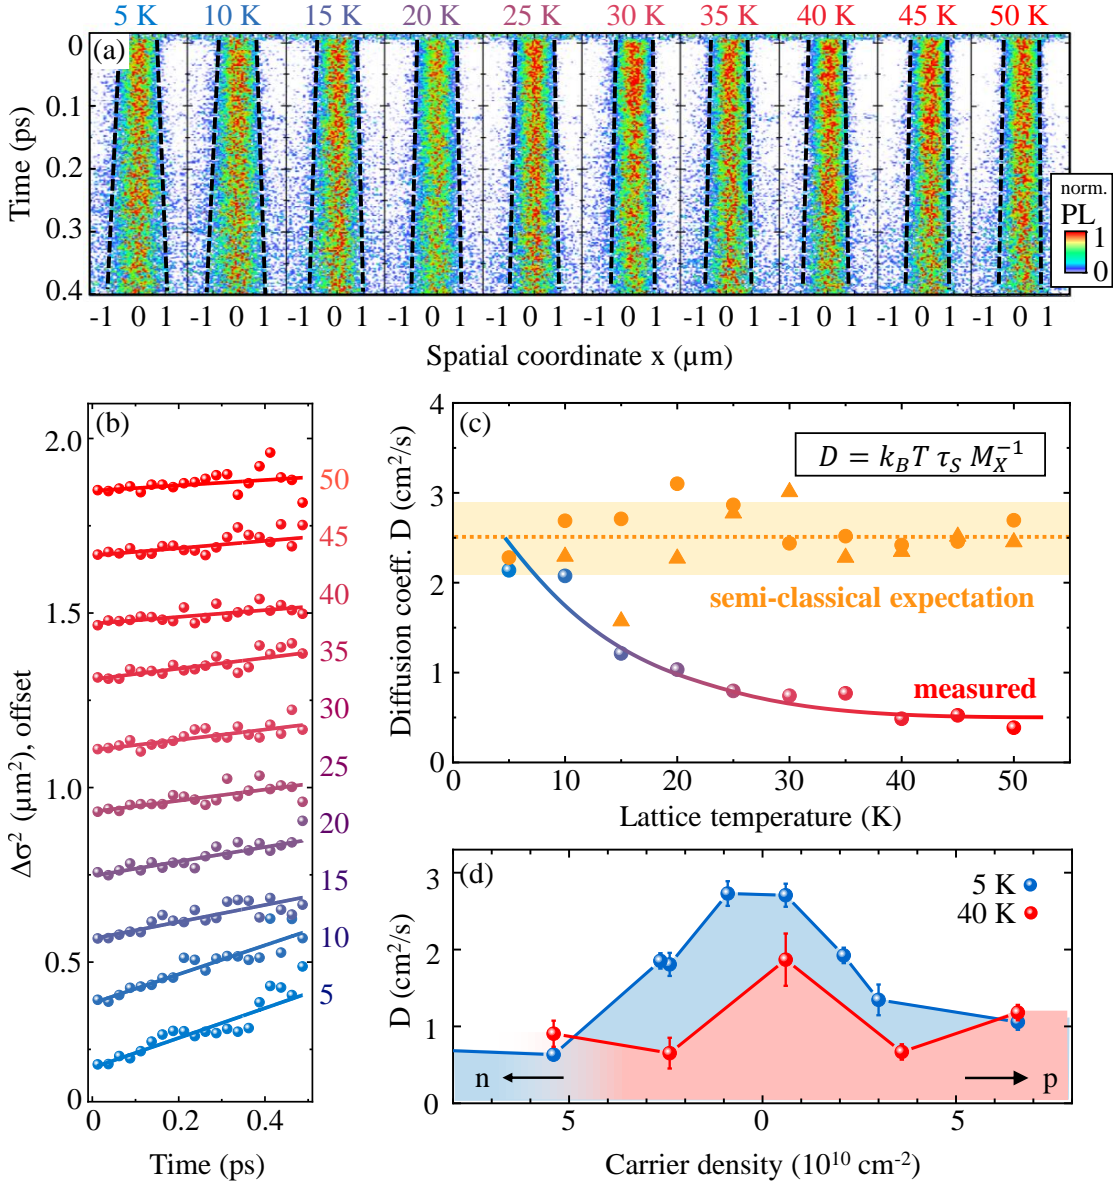 5 K 10 K 15 K 20 K 25 K 30 K 35 K 40 K 45 K 50 K
(a)
0
0.1
0.2
0.3
0.4
Time (ps)
norm.
PL
1
0
-1 0 1 -1 0 1 -1 0 1 -1 0 1 -1 0 1 -1 0 1 -1 0 1 -1 0 1 -1 0 1 -1 0 1
Spatial coordinate x (µm)
(b)
2.0
1.5
1.0
0.5
0
Δσ² (µm²), offset
50
45
40
35
30
25
20
15
10
5
0 0.2 0.4
Time (ps)
(c)
4
3
2
1
0
Diffusion coeff. D (cm²/s)
D = k_B T τ_S M_X^{-1}
semi-classical expectation
measured
0 10 20 30 40 50
Lattice temperature (K)
(d)
3
2
1
0
D (cm²/s)
5 K
40 K
n
p
5 0 5
Carrier density (10¹⁰ cm⁻²)